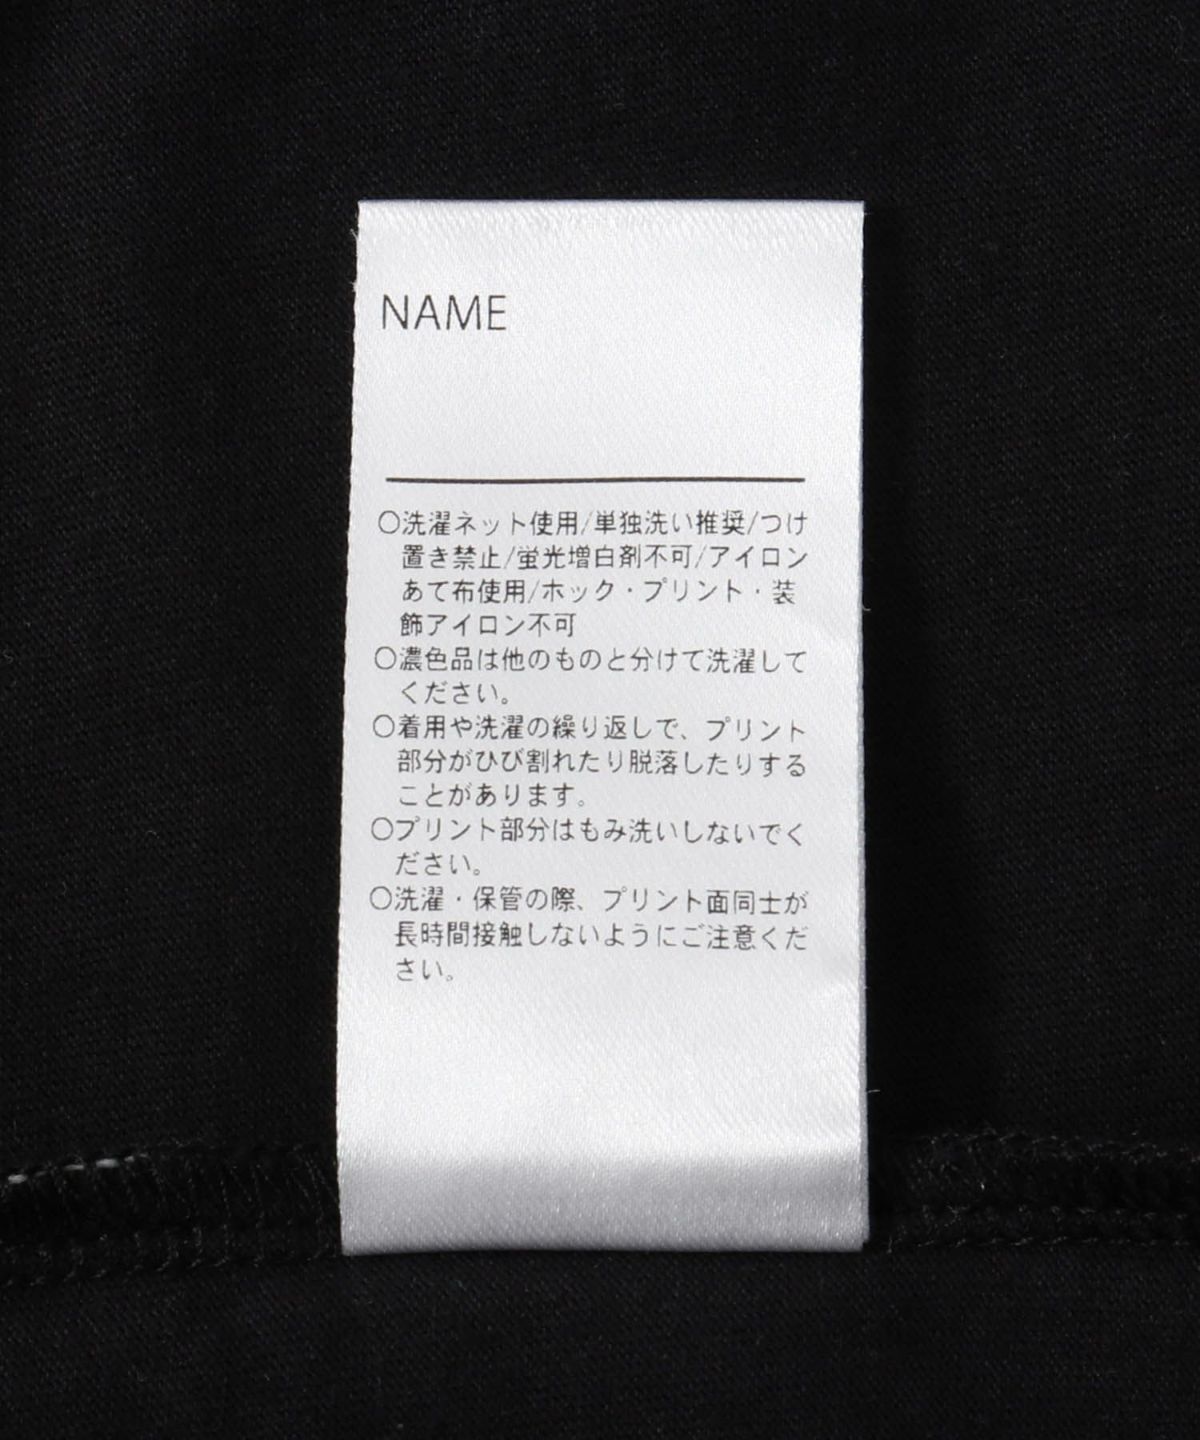 NAME
○洗濯ネット使用/単独洗い推奨/つけ
置き禁止/蛍光増白剤不可/アイロン
あて布使用/ホック・プリント・装
飾アイロン不可
○濃色品は他のものと分けて洗濯して
ください。
○着用や洗濯の繰り返しで、プリント
部分がひび割れたり脱落したりする
ことがあります。
○プリント部分はもみ洗いしないでく
ださい。
○洗濯・保管の際、プリント面同士が
長時間接触しないようにご注意くだ
さい。